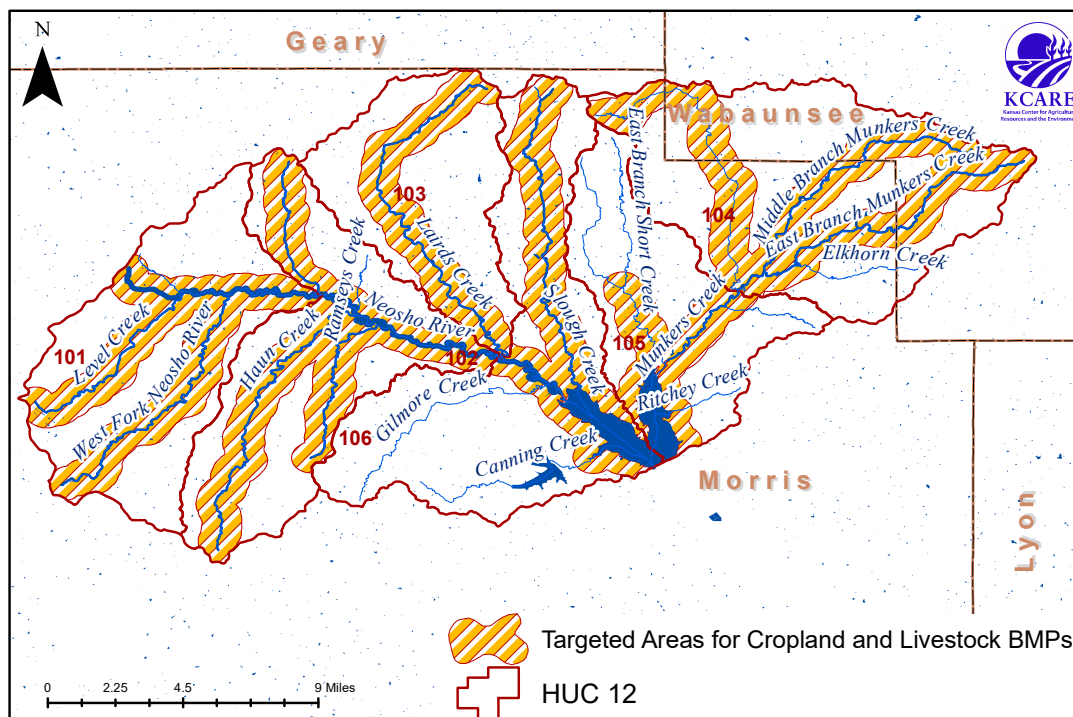 N
Geary
KCARE
Kansas Center for Agricultural
Resources and the Environment
Wabaunsee
Middle Branch Munkers Creek
East Branch Munkers Creek
East Branch Short Creek
Elkhorn Creek
103
104
Lairds Creek
Ramseys Creek
Neosho River
Slough Creek
Munkers Creek
101
Level Creek
West Fork Neosho River
Haun Creek
102
105
Ritchey Creek
Gilmore Creek
106
Canning Creek
Morris
Lyon
Targeted Areas for Cropland and Livestock BMPs
HUC 12
0 2.25 4.5 9 Miles